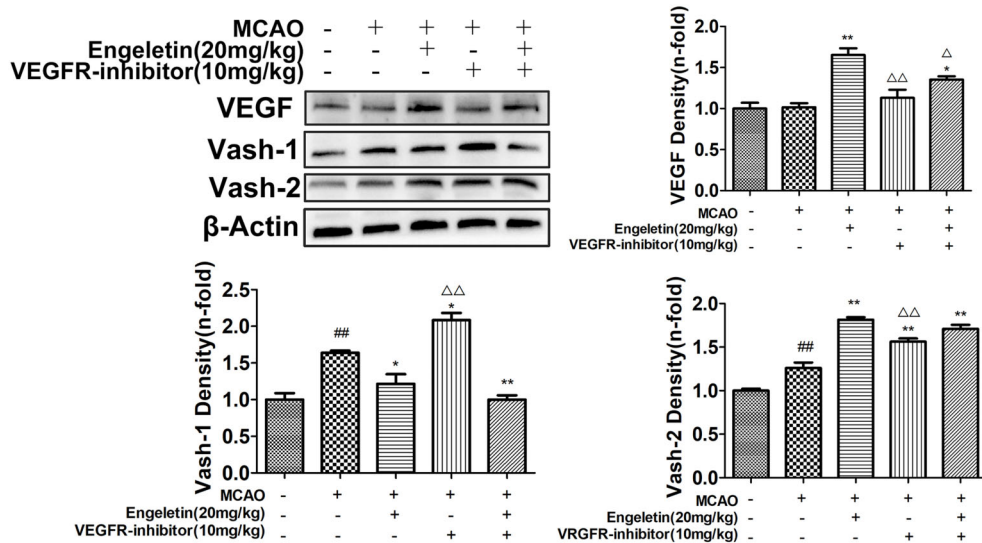 MCAO - + + + +
Engeletin(20mg/kg) - - + - +
VEGFR-inhibitor(10mg/kg) - - - + +
VEGF
Vash-1
Vash-2
β-Actin
VEGF Density(n-fold)
2.0
1.5
1.0
0.5
0.0
**
△△
△
*
MCAO - + + + +
Engeletin(20mg/kg) - - + - +
VEGFR-inhibitor(10mg/kg) - - - + +
Vash-1 Density(n-fold)
2.5
2.0
1.5
1.0
0.5
0.0
##
*
△△
*
**
MCAO - + + + +
Engeletin(20mg/kg) - - + - +
VEGFR-inhibitor(10mg/kg) - - - + +
Vash-2 Density(n-fold)
2.0
1.5
1.0
0.5
0.0
##
**
△△
**
**
MCAO - + + + +
Engeletin(20mg/kg) - - + - +
VRGFR-inhibitor(10mg/kg) - - - + +